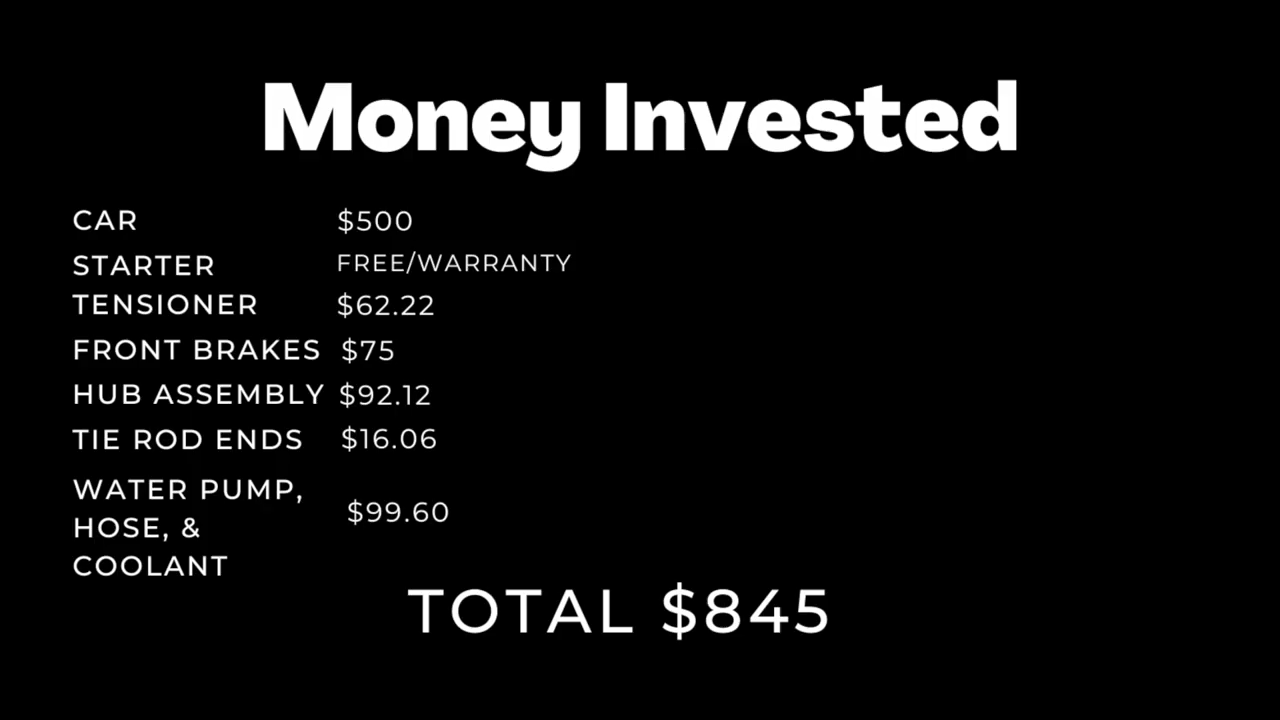 Money Invested
CAR $500
STARTER FREE/WARRANTY
TENSIONER $62.22
FRONT BRAKES $75
HUB ASSEMBLY $92.12
TIE ROD ENDS $16.06
WATER PUMP,
HOSE, & $99.60
COOLANT
TOTAL $845